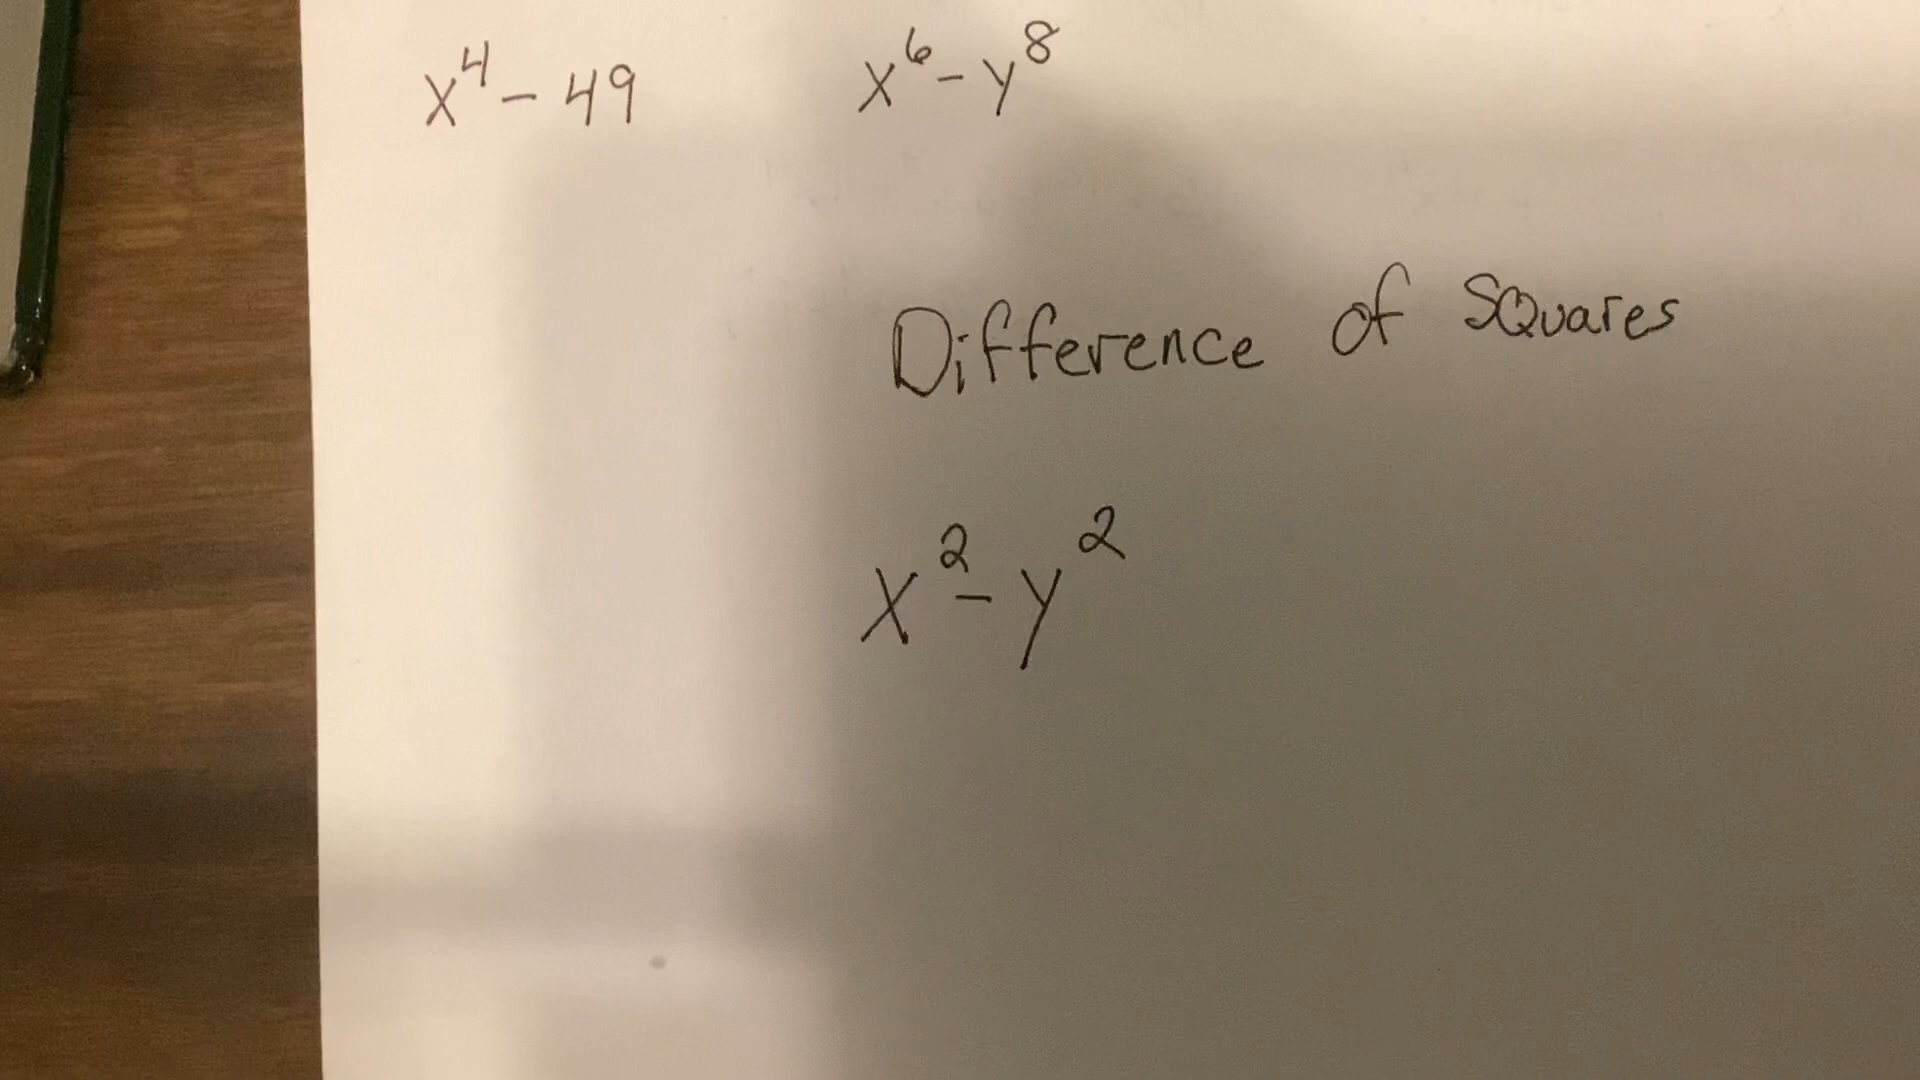 x⁴ - 49 x⁶ - y⁸
Difference of Squares
x² - y²